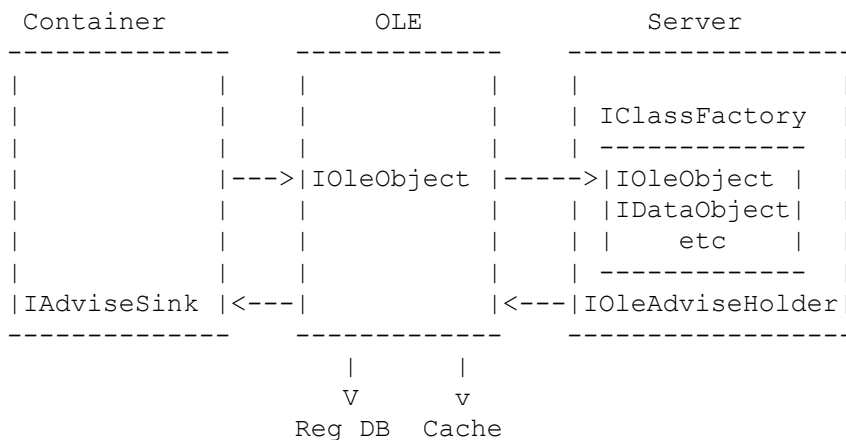 Container OLE Server
IClassFactory
IOleObject IOleObject
IDataObject
etc
IAdviseSink IOleAdviseHolder
V v
Reg DB Cache